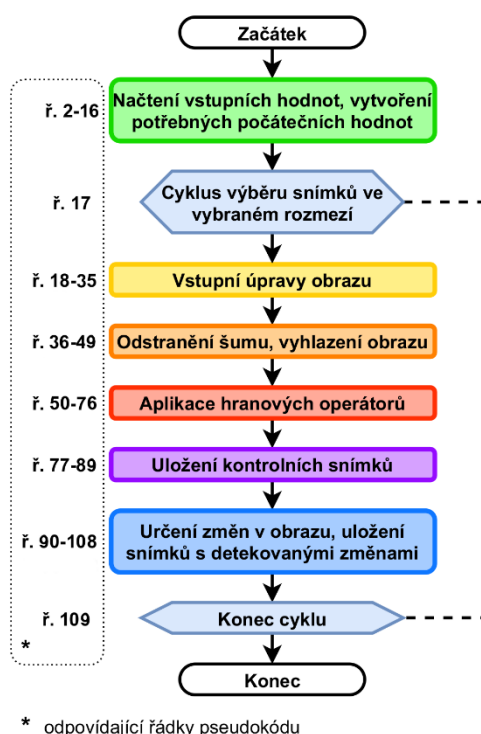 Začátek
ř. 2-16
Načtení vstupních hodnot, vytvoření
potřebných počátečních hodnot
ř. 17
Cyklus výběru snímků ve
vybraném rozmezí
ř. 18-35
Vstupní úpravy obrazu
ř. 36-49
Odstranění šumu, vyhlazení obrazu
ř. 50-76
Aplikace hranových operátorů
ř. 77-89
Uložení kontrolních snímků
ř. 90-108
Určení změn v obrazu, uložení
snímků s detekovanými změnami
ř. 109
Konec cyklu
*
Konec
* odpovídající řádky pseudokódu